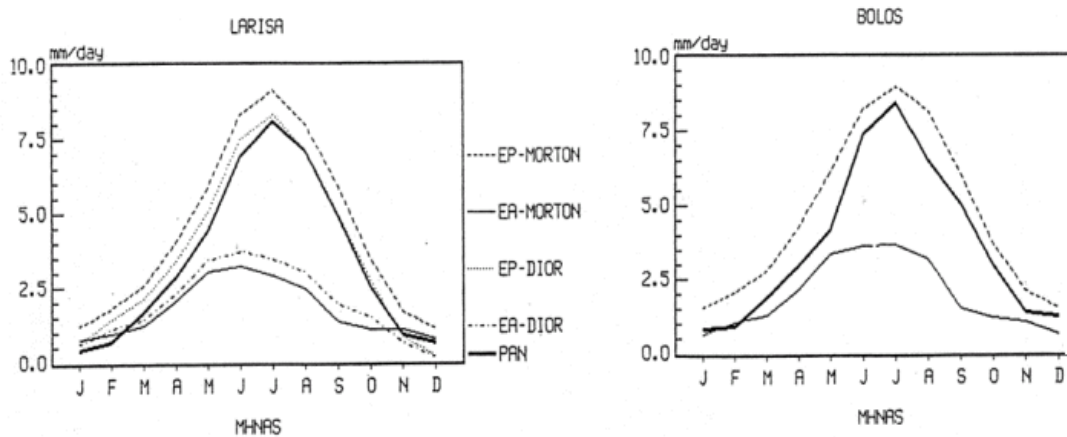 LARISA
mm/day
10.0
7.5
5.0
2.5
0.0
J F M A M J J A S O N D
MHNAS
EP-MORTON
EA-MORTON
EP-DIOR
EA-DIOR
PAN
BOLOS
mm/day
10.0
7.5
5.0
2.5
0.0
J F M A M J J A S O N D
MHNAS